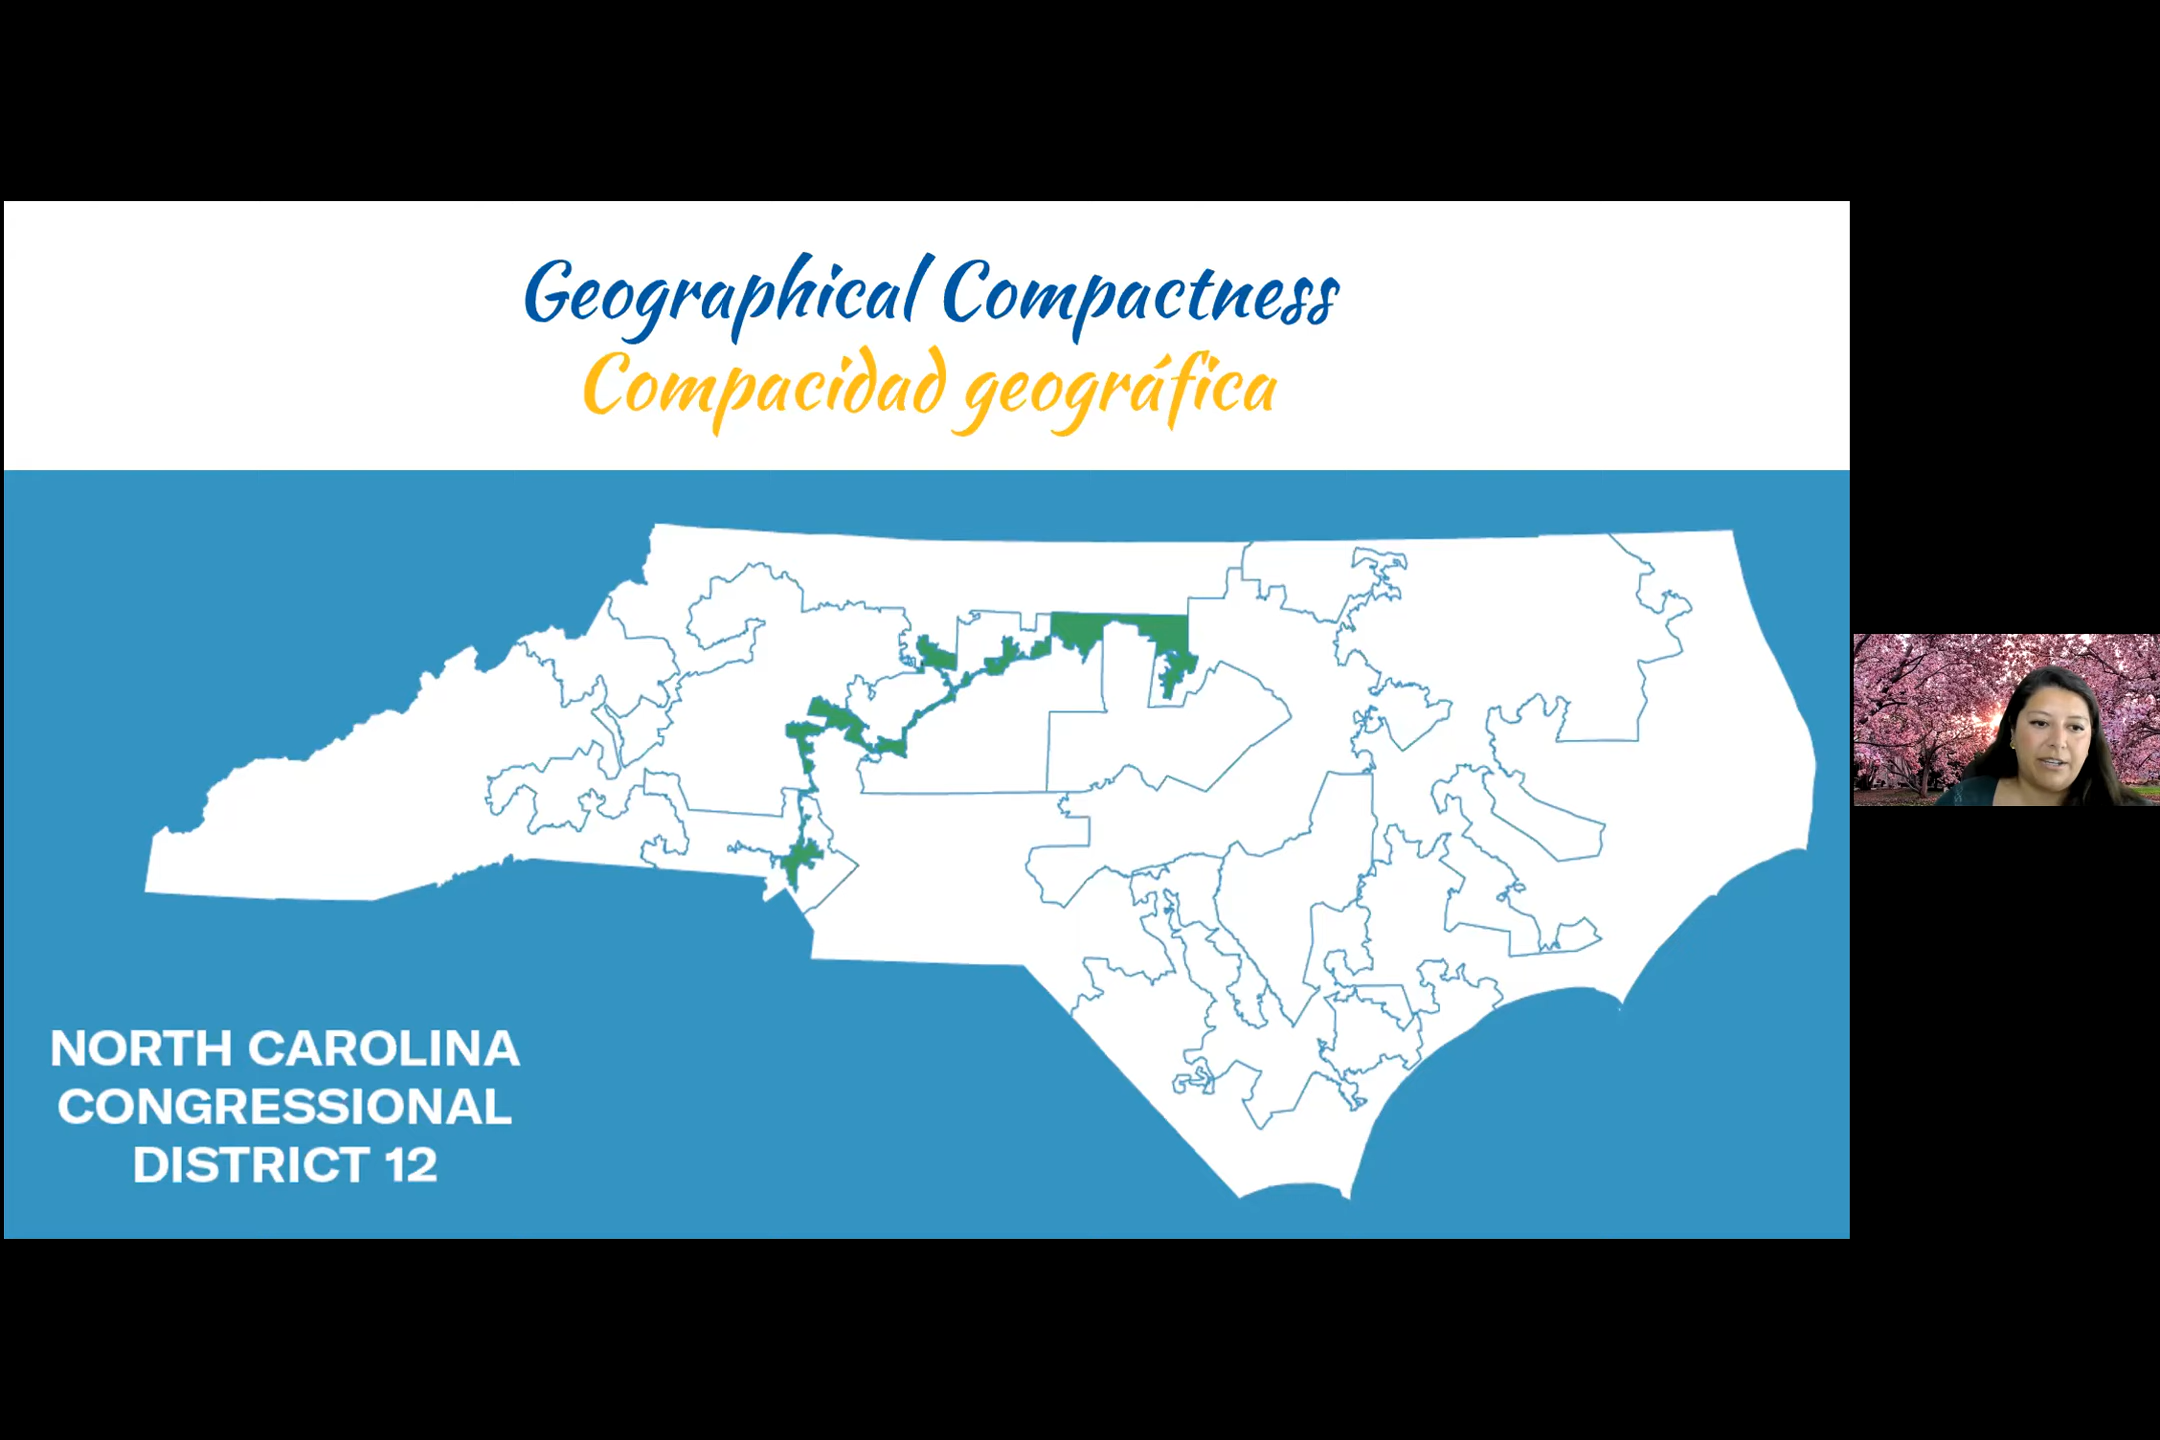 Geographical Compactness
Compacidad geográfica
NORTH CAROLINA
CONGRESSIONAL
DISTRICT 12